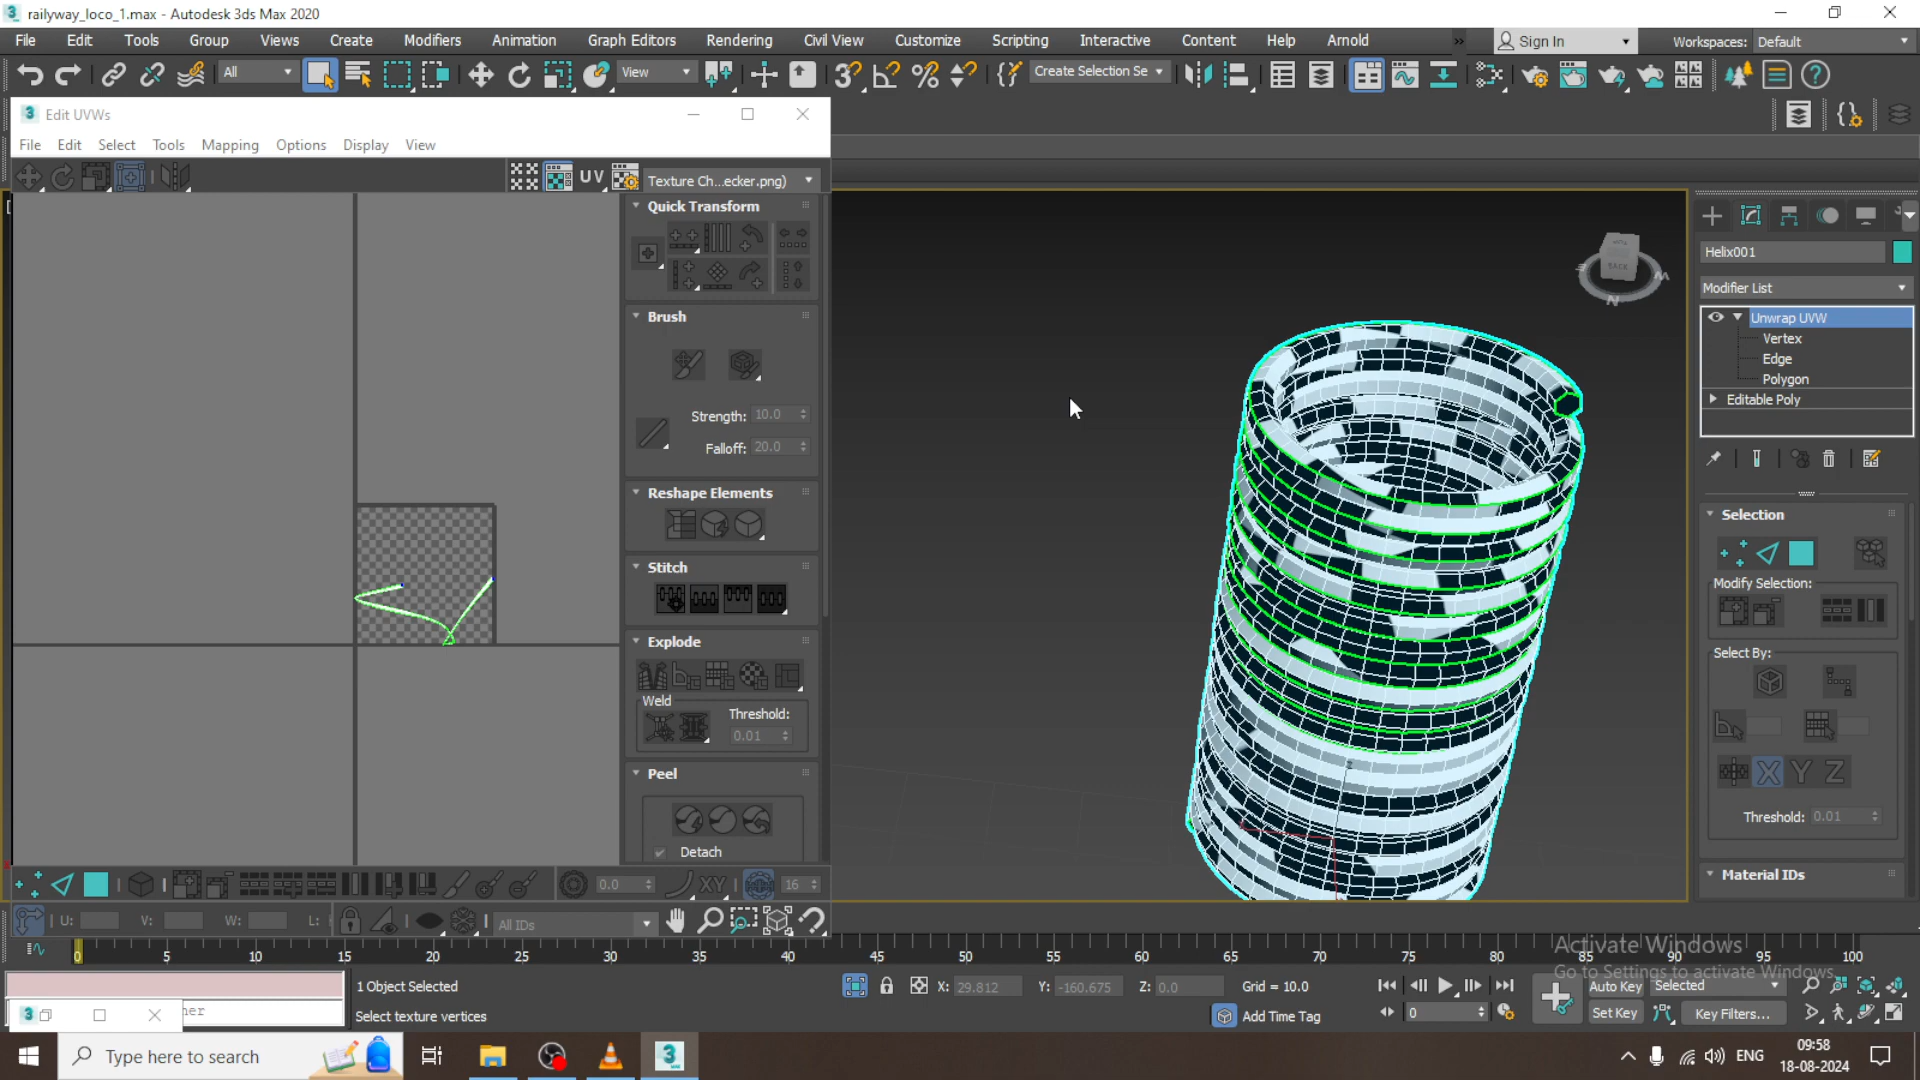 railyway_loco_1.max - Autodesk 3ds Max 2020
File Edit Tools Group Views Create Modifiers Animation Graph Editors Rendering Civil View Customize Scripting Interactive Content Help Arnold Sign In Workspaces: Default
All View Create Selection Se
Edit UVWs
File Edit Select Tools Mapping Options Display View
UV Texture Ch...ecker.png)
Quick Transform
Brush
Strength: 10.0
Falloff: 20.0
Reshape Elements
Stitch
Explode
Weld
Threshold:
0.01
Peel
Detach
0.0 XY 16
U: V: W: L: All IDs
BACK
N
Z
Helix001
Modifier List
Unwrap UVW
Vertex
Edge
Polygon
Editable Poly
Selection
Modify Selection:
Select By:
X Y Z
Threshold: 0.01
Material IDs
0 5 10 15 20 25 30 35 40 45 50 55 60 65 70 75 80 85 90 95 100
Activate Windows
Go to Settings to activate Windows.
1 Object Selected
X: 29.812 Y: -160.675 Z: 0.0 Grid = 10.0
Auto Key Selected
ner
Select texture vertices
Add Time Tag
0
Set Key Key Filters...
Type here to search
ENG
09:58
18-08-2024